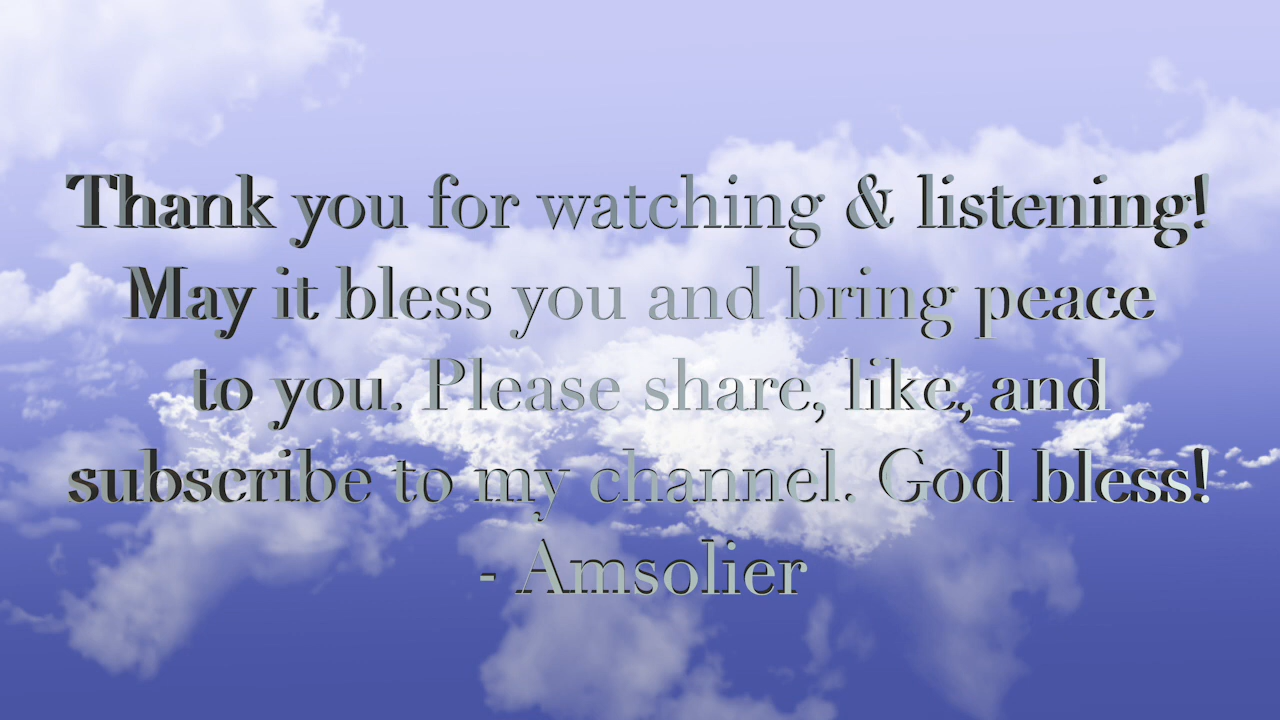 Thank you for watching & listening!
May it bless you and bring peace
to you. Please share, like, and
subscribe to my channel. God bless!
- Amsolier